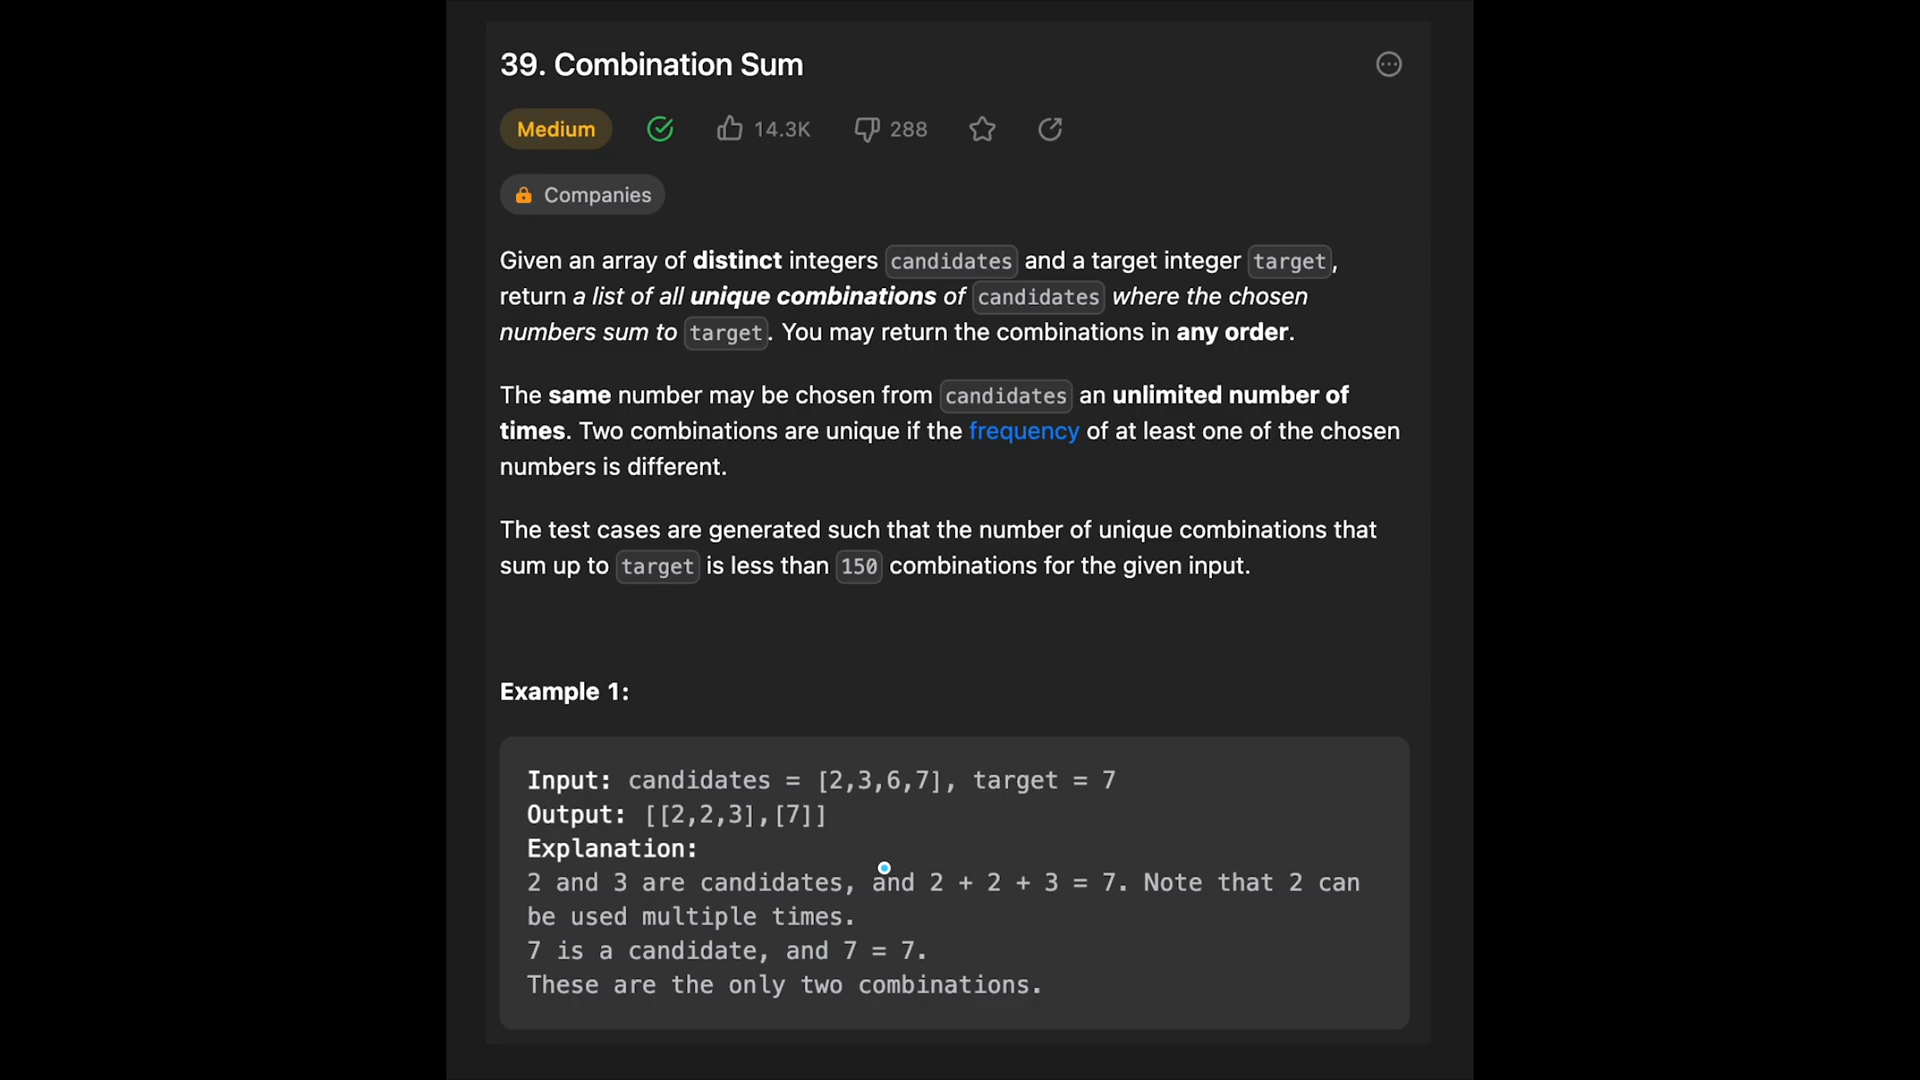 39. Combination Sum
Medium 14.3K 288
Companies
Given an array of distinct integers candidates and a target integer target,
return a list of all unique combinations of candidates where the chosen
numbers sum to target. You may return the combinations in any order.
The same number may be chosen from candidates an unlimited number of
times. Two combinations are unique if the frequency of at least one of the chosen
numbers is different.
The test cases are generated such that the number of unique combinations that
sum up to target is less than 150 combinations for the given input.
Example 1:
Input: candidates = [2,3,6,7], target = 7
Output: [[2,2,3],[7]]
Explanation:
2 and 3 are candidates, and 2 + 2 + 3 = 7. Note that 2 can
be used multiple times.
7 is a candidate, and 7 = 7.
These are the only two combinations.